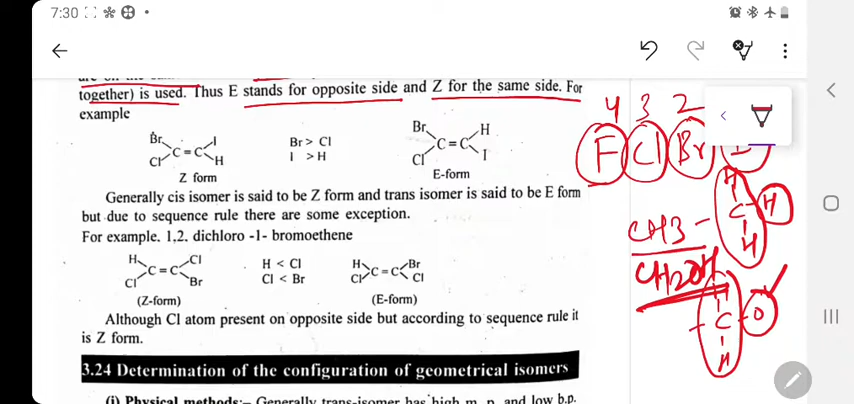 7:30
are on the
together) is used. Thus E stands for opposite side and Z for the same side. For
example
Br I Br > Cl Br H
C = C I > H C = C
Cl H Cl I
Z form E-form
Generally cis isomer is said to be Z form and trans isomer is said to be E form
but due to sequence rule there are some exception.
For example, 1,2, dichloro -1- bromoethene
H Cl H < Cl H Br
C = C Cl < Br C = C
Cl Br Cl Cl
(Z-form) (E-form)
Although Cl atom present on opposite side but according to sequence rule it
is Z form.
3.24 Determination of the configuration of geometrical isomers
(i) Physical methods:- Generally trans-isomer has high m. p. and low b.p.
4 3 2
F Cl Br I
H
CH3 - C - H
H
CH2OH
H
- C - O
H